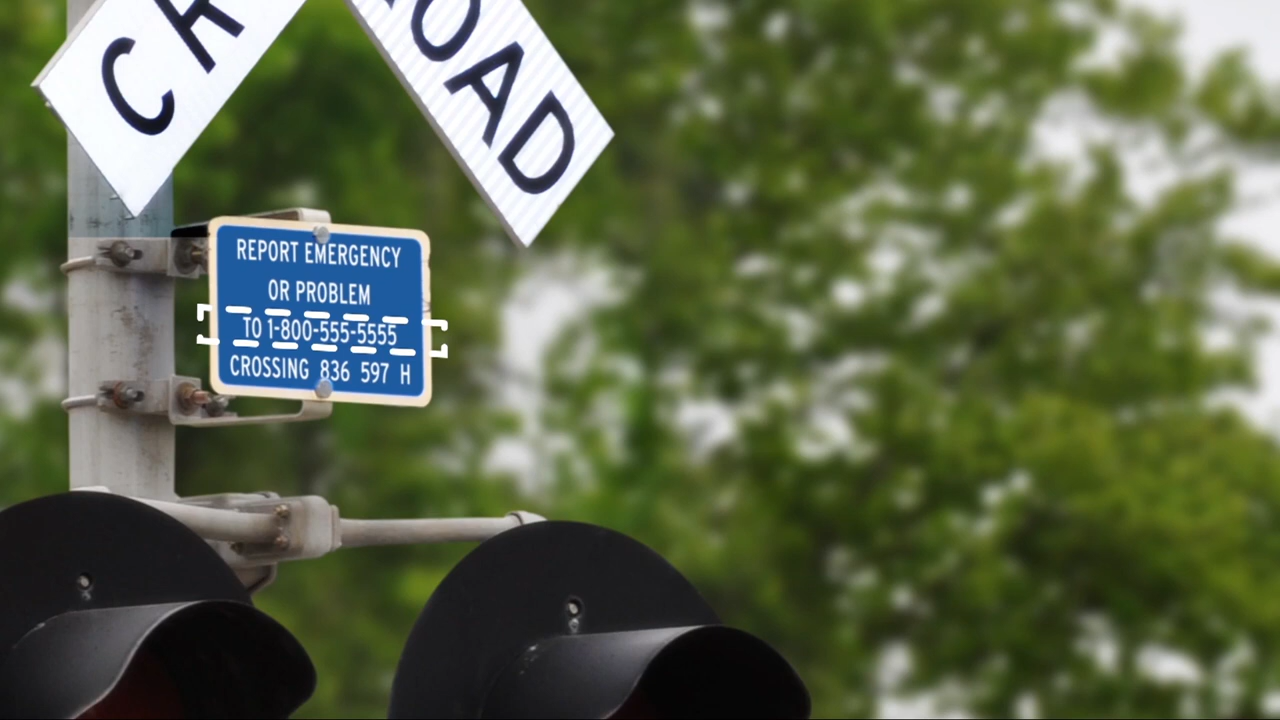 CR
OAD
REPORT EMERGENCY
OR PROBLEM
TO 1-800-555-5555
CROSSING 836 597 H